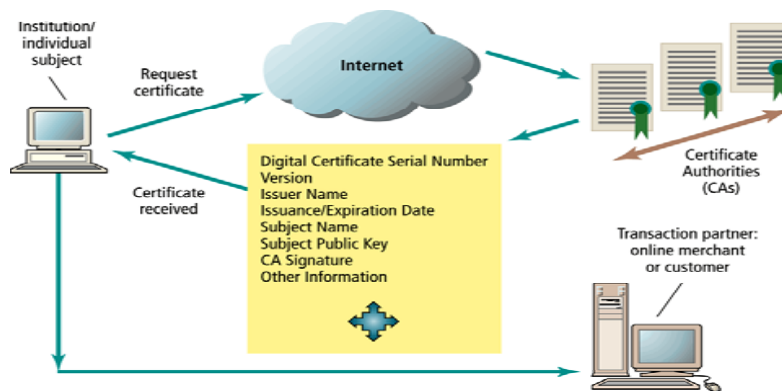 Institution/
individual
subject
Request
certificate
Internet
Certificate
Authorities
(CAs)
Certificate
received
Digital Certificate Serial Number
Version
Issuer Name
Issuance/Expiration Date
Subject Name
Subject Public Key
CA Signature
Other Information
Transaction partner:
online merchant
or customer